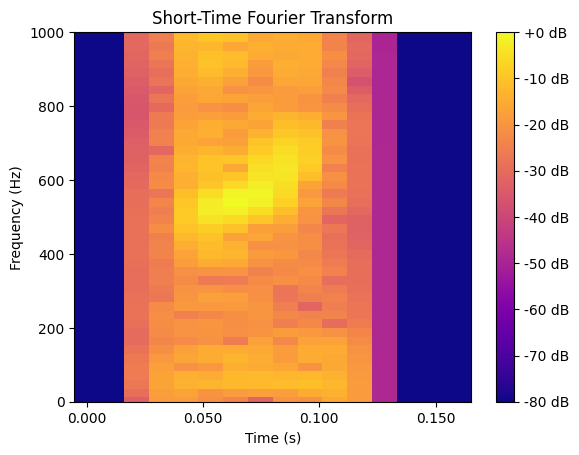 Short-Time Fourier Transform
Frequency (Hz)
1000
800
600
400
200
0
0.000
0.050
0.100
0.150
Time (s)
+0 dB
-10 dB
-20 dB
-30 dB
-40 dB
-50 dB
-60 dB
-70 dB
-80 dB